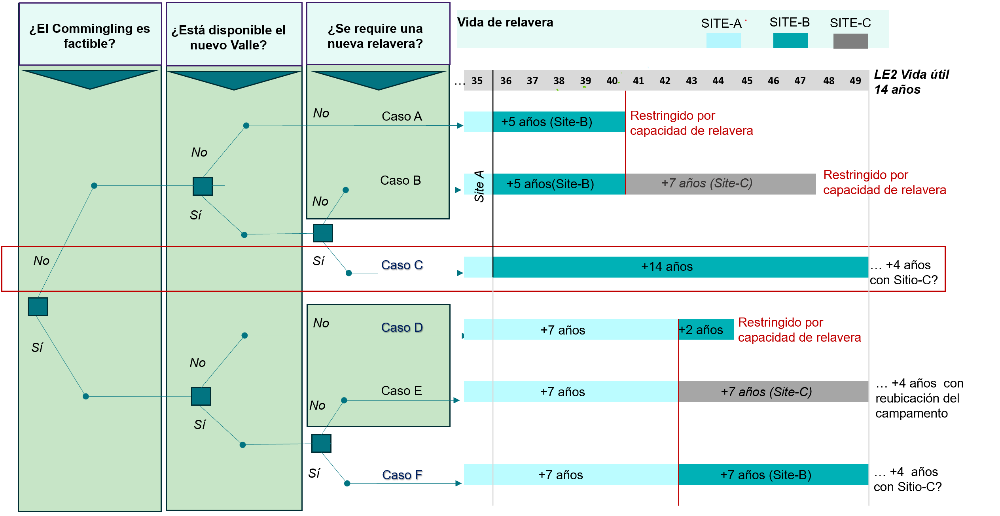 ¿El Commingling es
factible?
¿Está disponible el
nuevo Valle?
¿Se require una
nueva relavera?
Vida de relavera
SITE-A
SITE-B
SITE-C
... 35 36 37 38 39 40 41 42 43 44 45 46 47 48 49
LE2 Vida útil
14 años
No
Caso A
+5 años (Site-B)
Restringido por
capacidad de relavera
No
Caso B
+5 años(Site-B)
+7 años (Site-C)
Restringido por
capacidad de relavera
Site A
No
Sí
No
Sí
Caso C
+14 años
... +4 años
con Sitio-C?
No
Caso D
+7 años
+2 años
Restringido por
capacidad de relavera
Sí
No
Caso E
+7 años
+7 años (Site-C)
... +4 años con
reubicación del
campamento
No
Sí
Sí
Caso F
+7 años
+7 años (Site-B)
... +4 años
con Sitio-C?